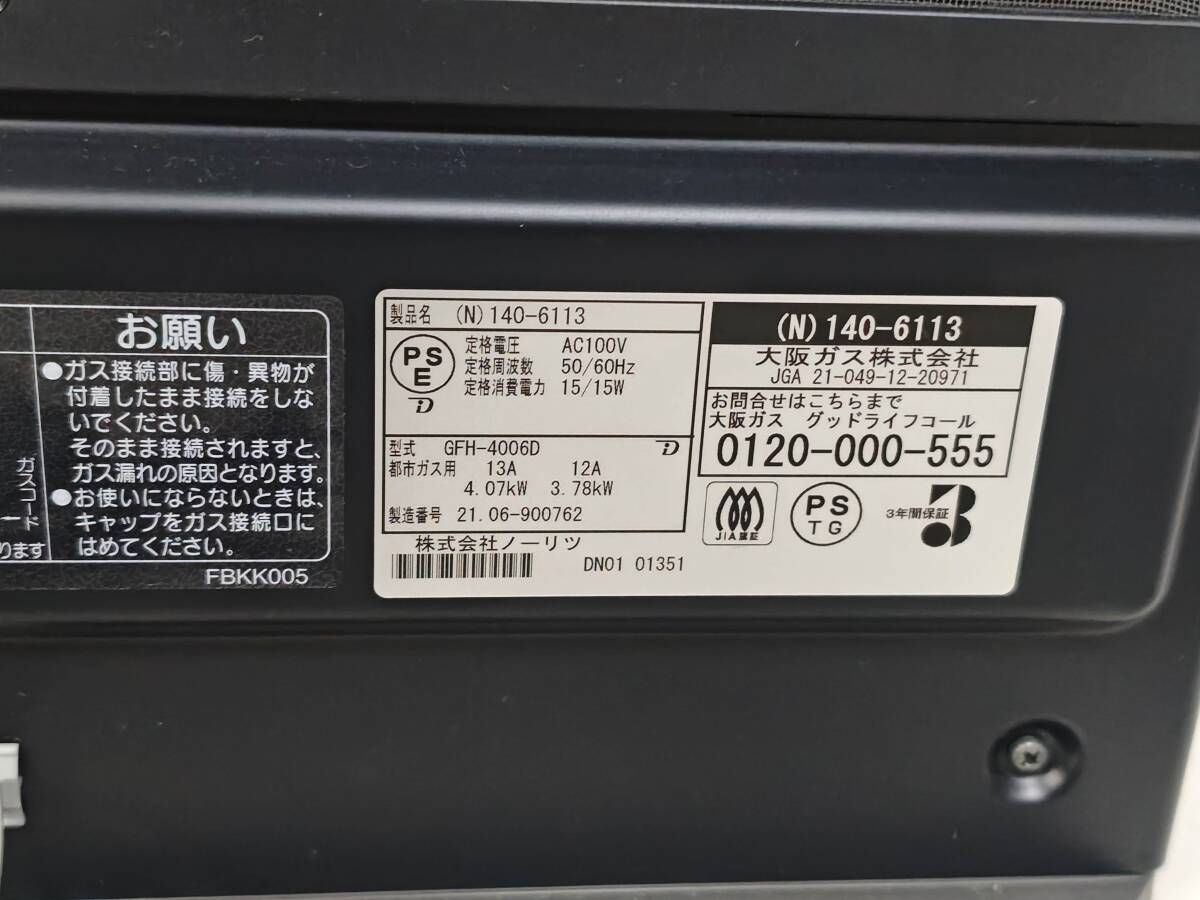 お願い
●ガス接続部に傷・異物が
付着したまま接続をしな
いでください。
そのまま接続されますと、
ガス漏れの原因となります。
●お使いにならないときは、
キャップをガス接続口に
はめてください。
FBKK005
ガスコード
ります
製品名 (N)140-6113
PS
E
定格電圧 AC100V
定格周波数 50/60Hz
定格消費電力 15/15W
型式 GFH-4006D
都市ガス用 13A 12A
4.07kW 3.78kW
製造番号 21.06-900762
株式会社ノーリツ
DN01 01351
(N)140-6113
大阪ガス株式会社
JGA 21-049-12-20971
お問合せはこちらまで
大阪ガス グッドライフコール
0120-000-555
JIA認証
PS
TG
3年間保証
3